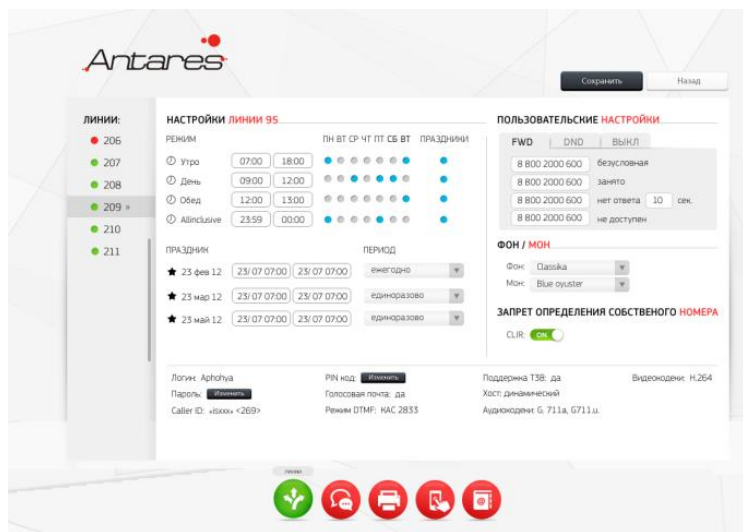 Antares
Сохранить Назад
ЛИНИИ:
206
207
208
209 »
210
211
НАСТРОЙКИ ЛИНИИ 95
РЕЖИМ ПН ВТ СР ЧТ ПТ СБ ВТ ПРАЗДНИКИ
Утро 07:00 18:00
День 09:00 12:00
Обед 12:00 13:00
Allinclusive 23:59 00:00
ПРАЗДНИК ПЕРИОД
23 фев 12 23/ 07 07:00 23/ 07 07:00 ежегодно
23 мар 12 23/ 07 07:00 23/ 07 07:00 единоразово
23 май 12 23/ 07 07:00 23/ 07 07:00 единоразово
ПОЛЬЗОВАТЕЛЬСКИЕ НАСТРОЙКИ
FWD DND ВЫКЛ
8 800 2000 600 безусловная
8 800 2000 600 занято
8 800 2000 600 нет ответа 10 сек.
8 800 2000 600 не доступен
ФОН / МОН
Фон: Classika
Мон: Blue oyuster
ЗАПРЕТ ОПРЕДЕЛЕНИЯ СОБСТВЕНОГО НОМЕРА
CLIR: ON
Логин: Aphohya
Пароль: Изменить
Caller ID: «isxxx» <269>
PIN код: Изменить
Голосовая почта: да
Режим DTMF: КАС 2833
Поддержка T38: да
Хост: динамический
Аудиокодеки: G. 711a, G711.u.
Видеокодеки: H.264
линии